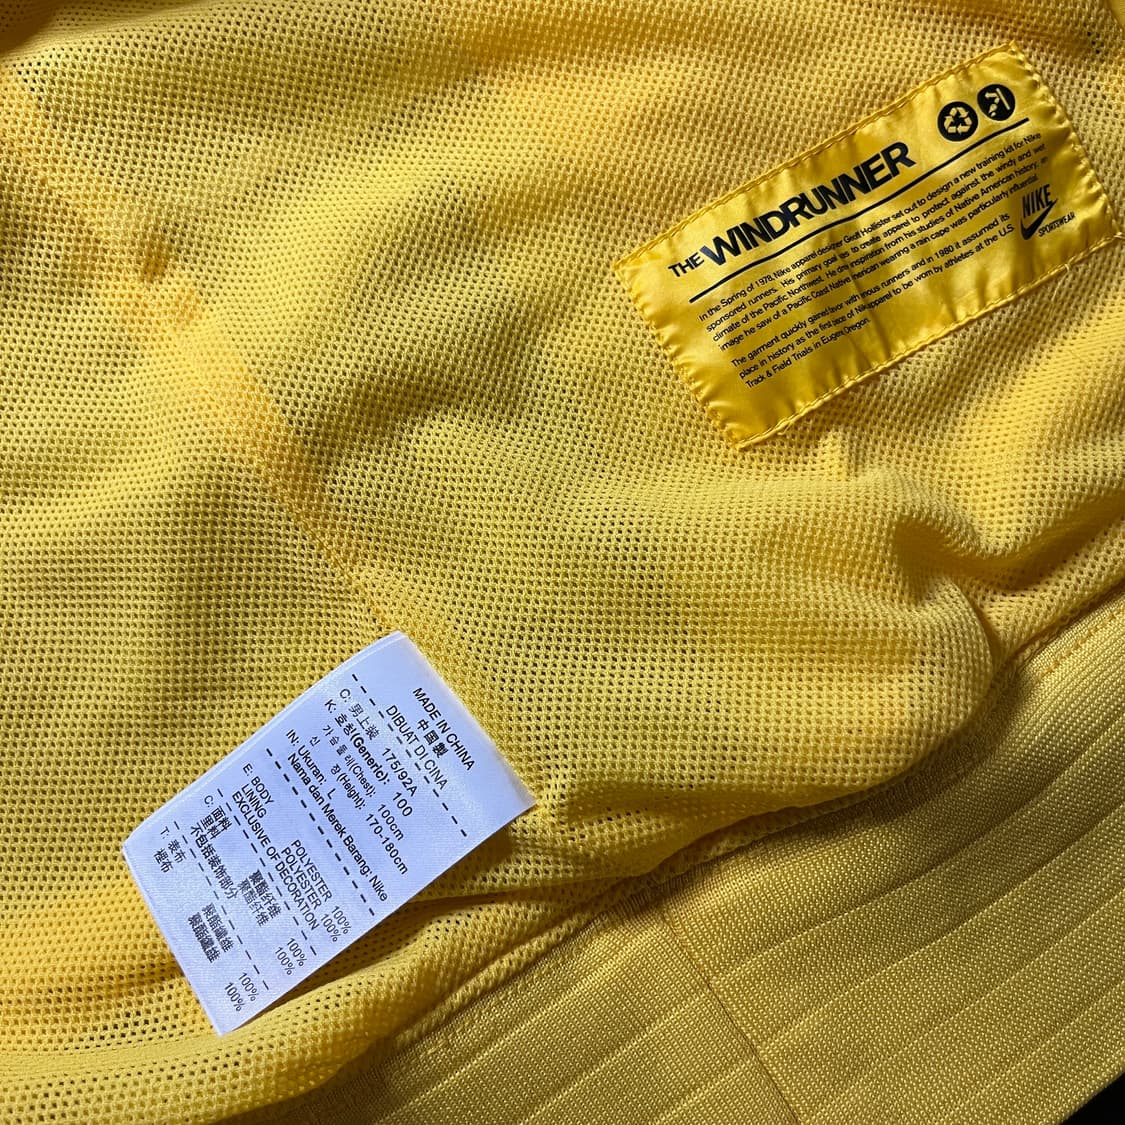 THE WINDRUNNER
In the Spring of 1978, Nike apparel designer Geoff Hollister set out to design a new training kit for Nike
sponsored runners. His primary goal was to create apparel to protect against the windy and wet
climate of the Pacific Northwest. He drew inspiration from his studies of Native American history, an
image he saw of a Pacific Coast Native American wearing a rain cape was particularly influential.
The garment quickly gained favor with famous runners and in 1980 it assumed its
place in history as the first piece of Nike apparel to be worn by athletes at the U.S.
Track & Field Trials in Eugene, Oregon.
NIKE
SPORTSWEAR
MADE IN CHINA
中国製
DIBUAT DI CINA
C: 男上装 175/92A
K: 호칭(Generic): 100
가슴둘레(Chest): 100cm
신 장(Height): 170-180cm
IN: Ukuran: L
Nama dan Merek Barang: Nike
E: BODY POLYESTER 100%
LINING POLYESTER 100%
EXCLUSIVE OF DECORATION
C: 面料 聚酯纤维 100%
里料 聚酯纤维 100%
不包括装饰部分
T: 表布 聚酯纖維 100%
裡布 聚酯纖維 100%